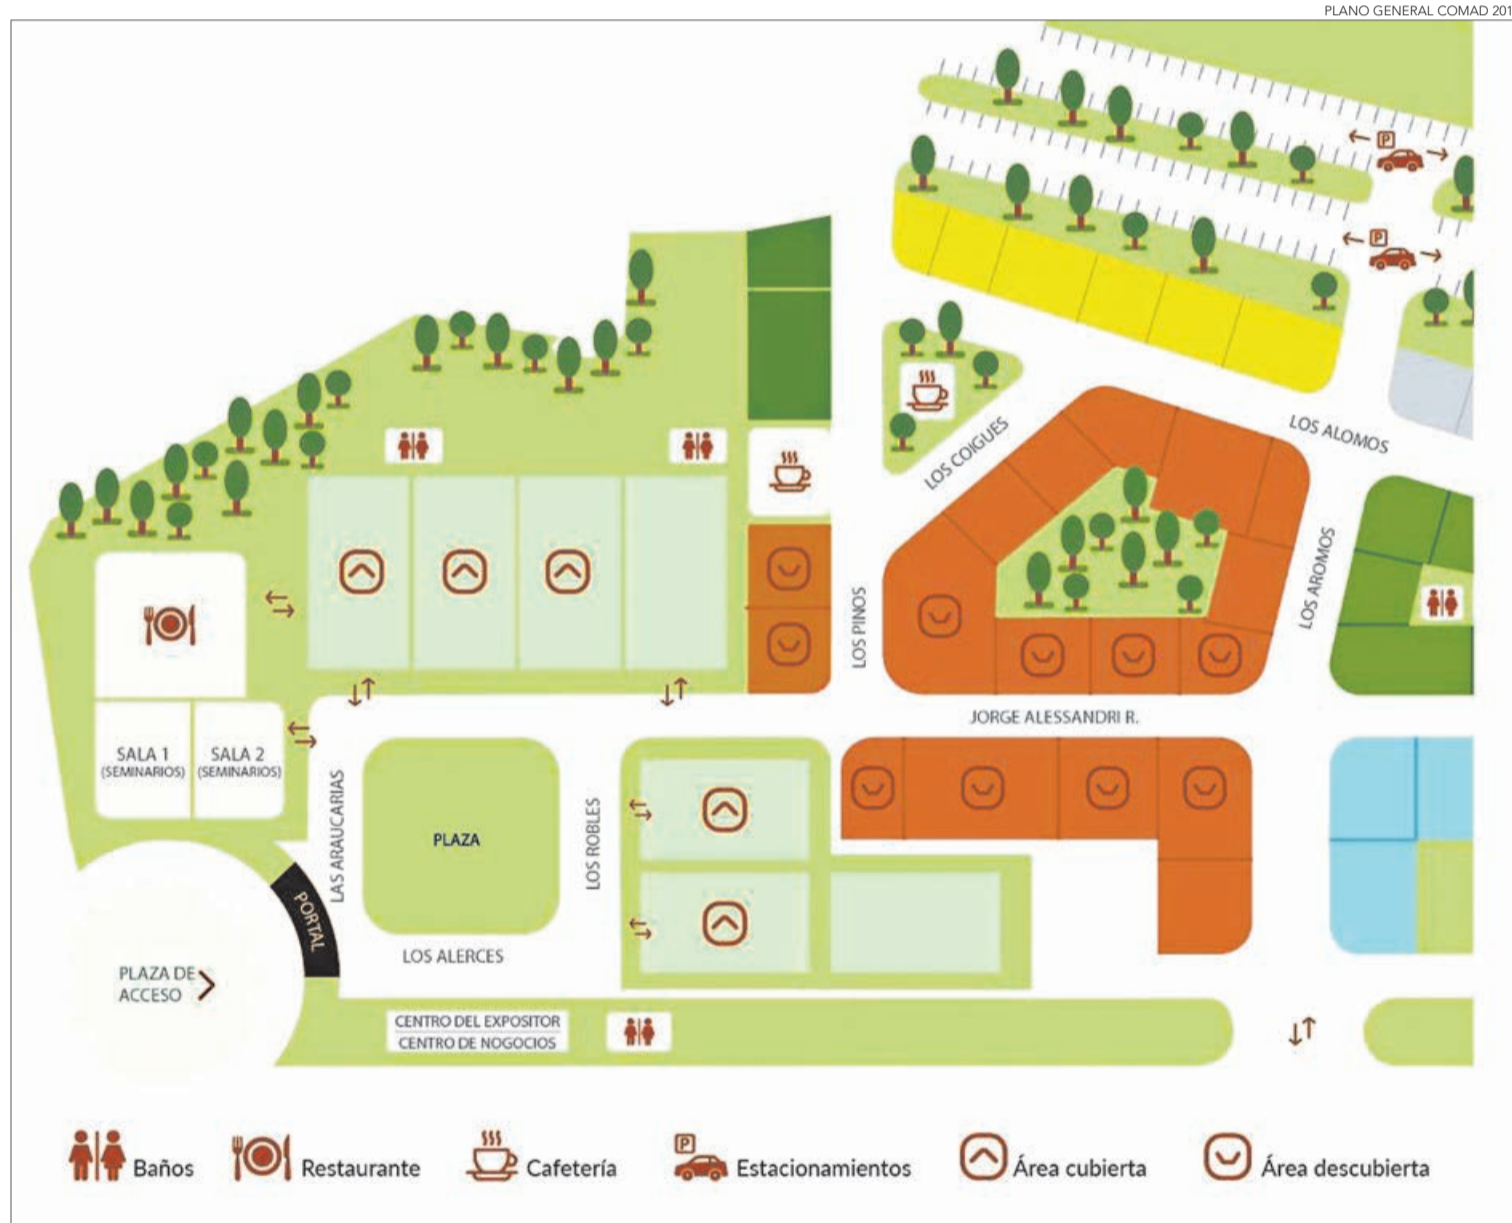 PLANO GENERAL COMAD 201
P
P
LOS ALOMOS
LOS COIGUES
LOS AROMOS
LOS PINOS
JORGE ALESSANDRI R.
SALA 1
(SEMINARIOS)
SALA 2
(SEMINARIOS)
LAS ARAUCARIAS
PLAZA
LOS ROBLES
PORTAL
LOS ALERCES
PLAZA DE
ACCESO
CENTRO DEL EXPOSITOR
CENTRO DE NOGOCIOS
Baños
Restaurante
Cafetería
P
Estacionamientos
Área cubierta
Área descubierta